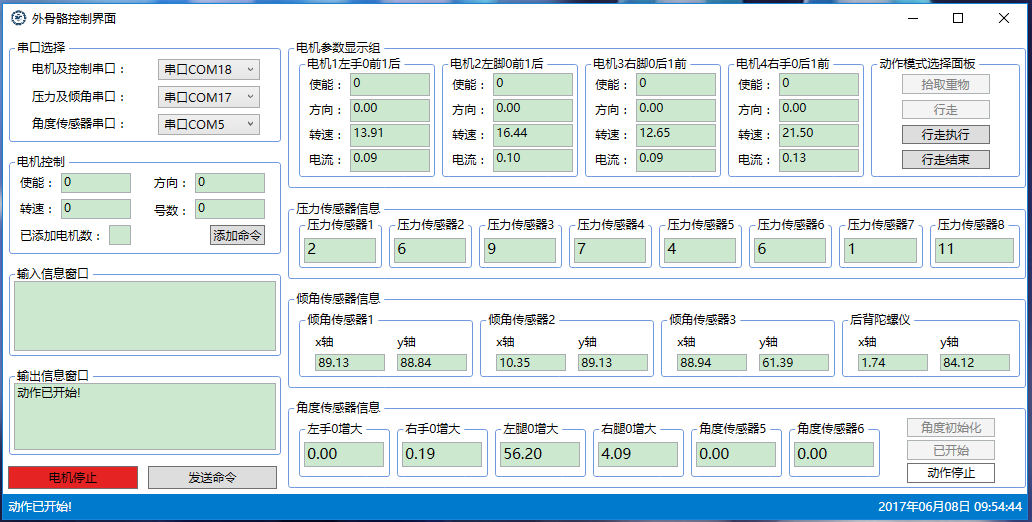 外骨骼控制界面
串口选择
电机及控制串口： 串口COM18
压力及倾角串口： 串口COM17
角度传感器串口： 串口COM5
电机控制
使能： 0 方向： 0
转速： 0 号数： 0
已添加电机数： 添加命令
输入信息窗口
输出信息窗口
动作已开始!
电机停止 发送命令
电机参数显示组
电机1左手0前1后 电机2左脚0前1后 电机3右脚0后1前 电机4右手0后1前 动作模式选择面板
使能： 0 使能： 0 使能： 0 使能： 0 拾取重物
方向： 0.00 方向： 0.00 方向： 0.00 方向： 0.00 行走
转速： 13.91 转速： 16.44 转速： 12.65 转速： 21.50 行走执行
电流： 0.09 电流： 0.10 电流： 0.09 电流： 0.13 行走结束
压力传感器信息
压力传感器1 压力传感器2 压力传感器3 压力传感器4 压力传感器5 压力传感器6 压力传感器7 压力传感器8
2 6 9 7 4 6 1 11
倾角传感器信息
倾角传感器1 倾角传感器2 倾角传感器3 后背陀螺仪
x轴 y轴 x轴 y轴 x轴 y轴 x轴 y轴
89.13 88.84 10.35 89.13 88.94 61.39 1.74 84.12
角度传感器信息
左手0增大 右手0增大 左腿0增大 右腿0增大 角度传感器5 角度传感器6 角度初始化
0.00 0.19 56.20 4.09 0.00 0.00 已开始
动作停止
动作已开始! 2017年06月08日 09:54:44